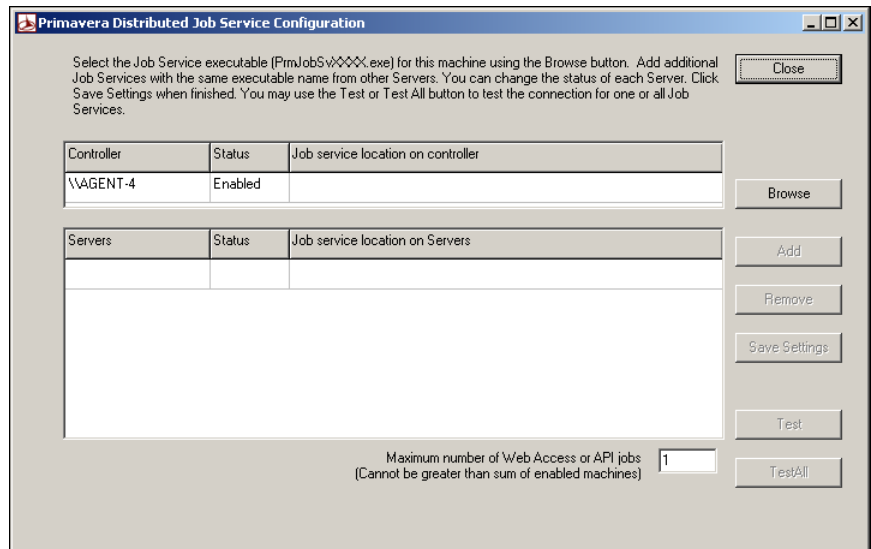 Primavera Distributed Job Service Configuration
Select the Job Service executable (PrmJobSvXXXX.exe) for this machine using the Browse button.  Add additional
Job Services with the same executable name from other Servers. You can change the status of each Server. Click
Save Settings when finished. You may use the Test or Test All button to test the connection for one or all Job
Services.
Close
Controller Status Job service location on controller
\\AGENT-4 Enabled
Browse
Servers Status Job service location on Servers
Add
Remove
Save Settings
Test
Maximum number of Web Access or API jobs 1
(Cannot be greater than sum of enabled machines)
TestAll